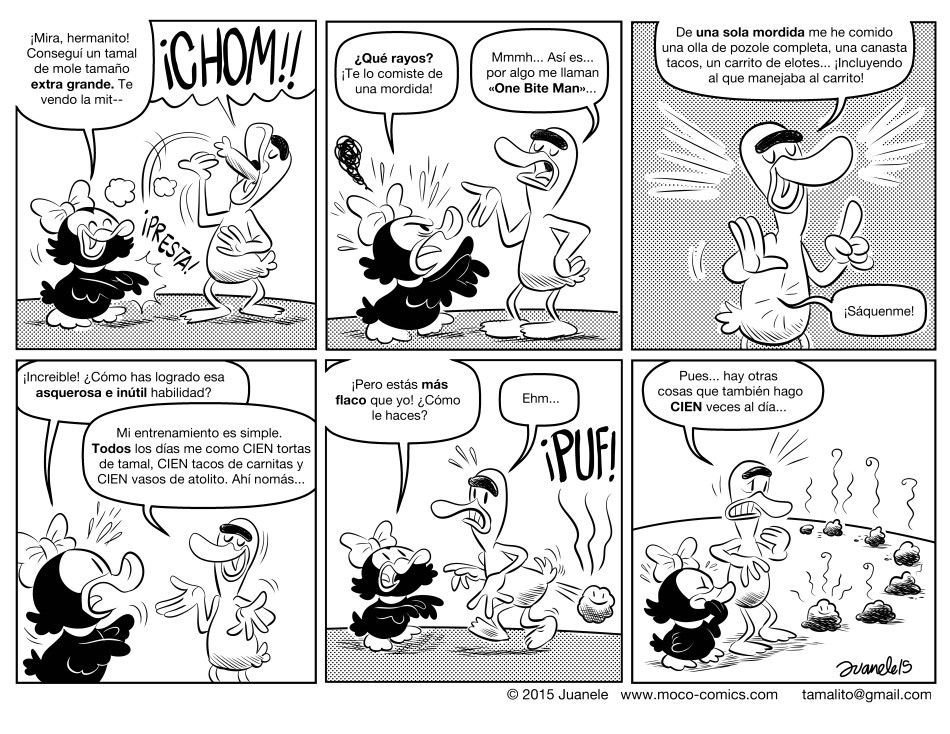 ¡Mira, hermanito!
Conseguí un tamal
de mole tamaño
extra grande. Te
vendo la mit--
¡CHOM!!
¡PRESTA!
¿Qué rayos?
¡Te lo comiste de
una mordida!
Mmmh... Así es...
por algo me llaman
«One Bite Man»...
De una sola mordida me he comido
una olla de pozole completa, una canasta
tacos, un carrito de elotes... ¡Incluyendo
al que manejaba al carrito!
¡Sáquenme!
¡Increible! ¿Cómo has logrado esa
asquerosa e inútil habilidad?
Mi entrenamiento es simple.
Todos los días me como CIEN tortas
de tamal, CIEN tacos de carnitas y
CIEN vasos de atolito. Ahí nomás...
¡Pero estás más
flaco que yo! ¿Cómo
le haces?
Ehm...
¡PUF!
Pues... hay otras
cosas que también hago
CIEN veces al día...
Juanele15
© 2015 Juanele www.moco-comics.com tamalito@gmail.com